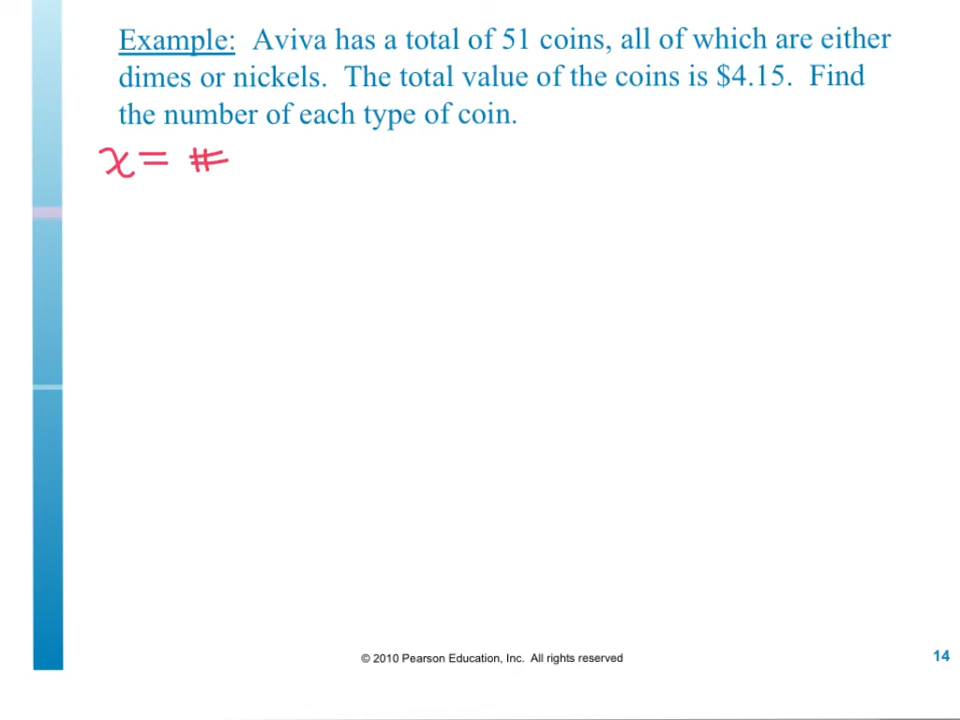 Example: Aviva has a total of 51 coins, all of which are either
dimes or nickels. The total value of the coins is $4.15. Find
the number of each type of coin.
x = #
© 2010 Pearson Education, Inc. All rights reserved
14